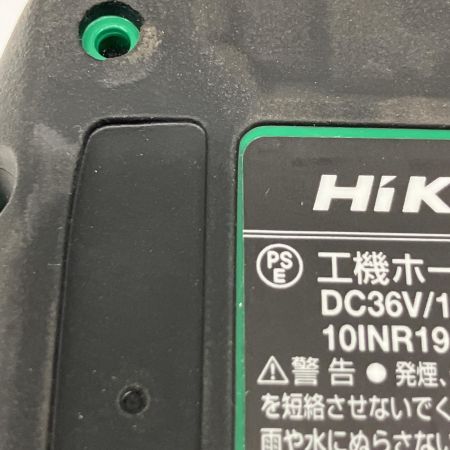 HiK
PS
E
工機ホー
DC36V/1
10INR19
⚠警告 ● 発煙、
を短絡させないでく
雨や水にぬらさない